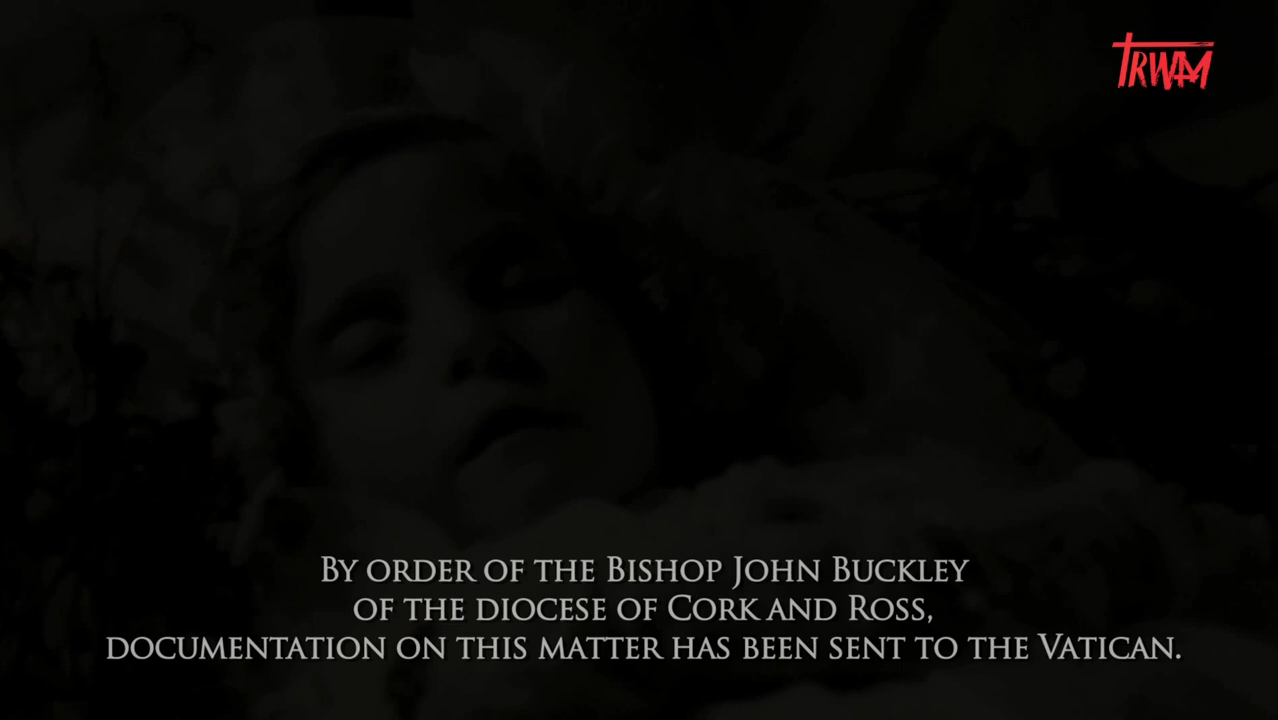 TRWAM
By order of the Bishop John Buckley
of the diocese of Cork and Ross,
documentation on this matter has been sent to the Vatican.